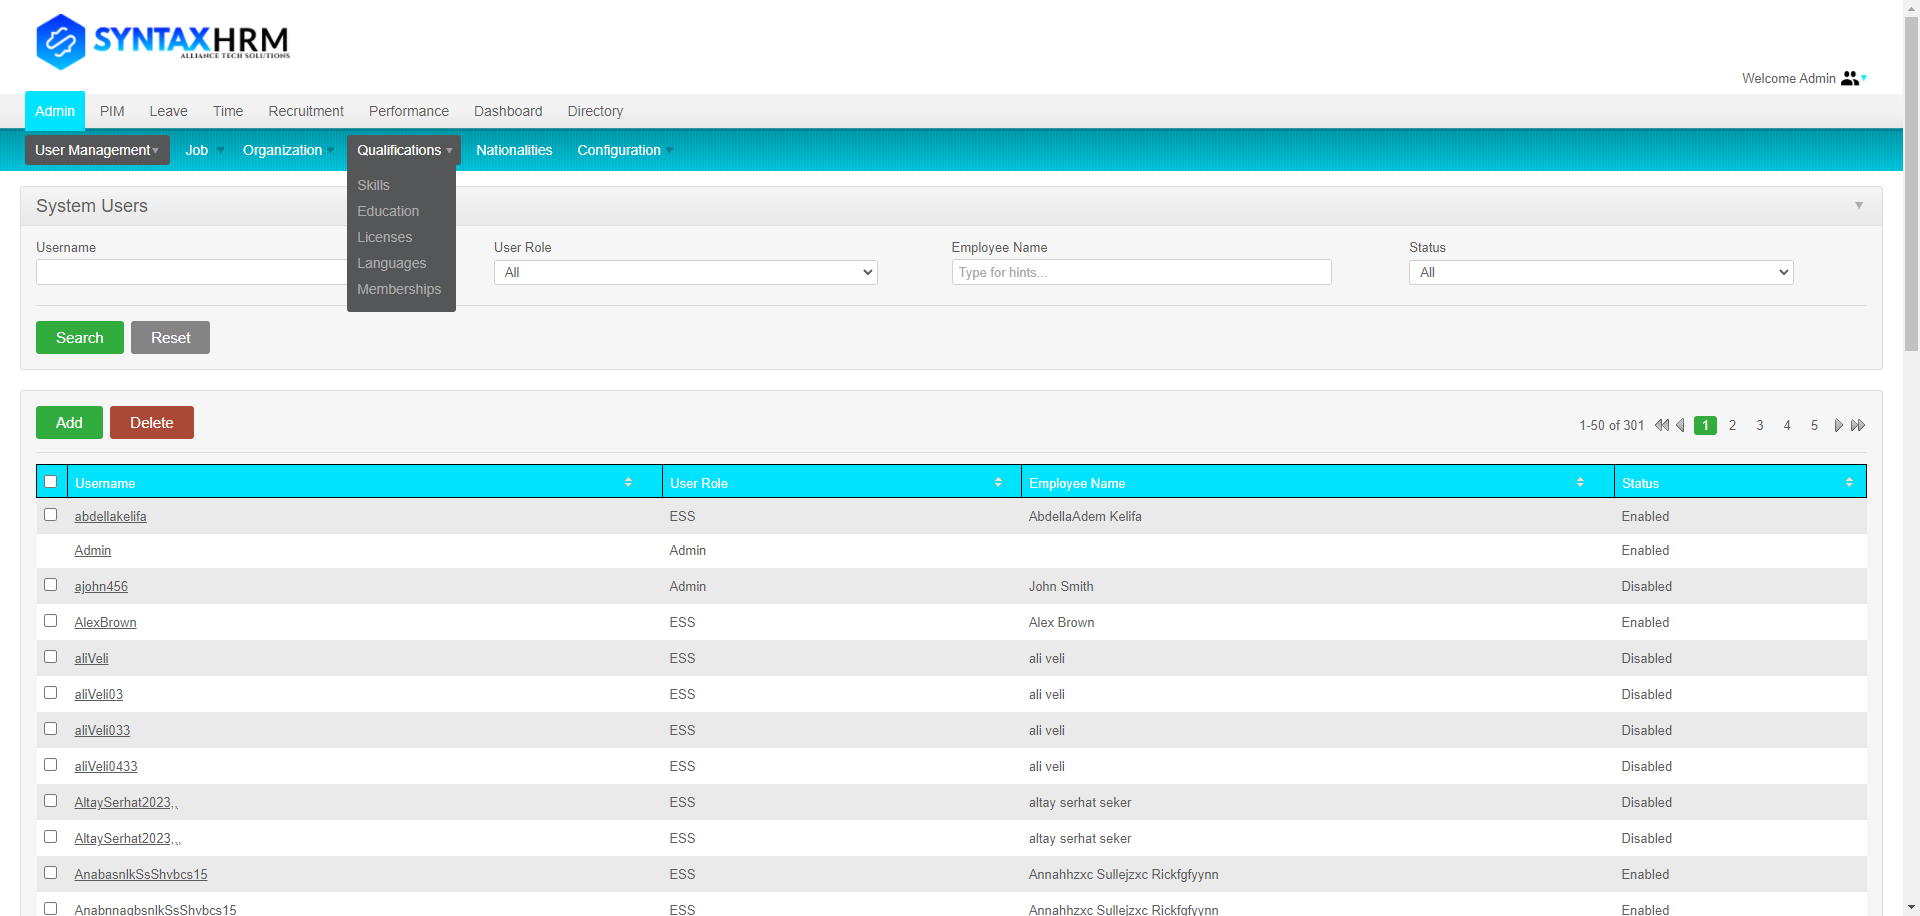 SYNTAXHRM
ALLIANCE TECH SOLUTIONS
Welcome Admin
Admin PIM Leave Time Recruitment Performance Dashboard Directory
User Management Job Organization Qualifications Nationalities Configuration
Skills
Education
Licenses
Languages
Memberships
System Users
Username User Role Employee Name Status
All Type for hints... All
Search Reset
Add Delete 1-50 of 301 1 2 3 4 5
Username User Role Employee Name Status
abdellakelifa ESS AbdellaAdem Kelifa Enabled
Admin Admin Enabled
ajohn456 Admin John Smith Disabled
AlexBrown ESS Alex Brown Enabled
aliVeli ESS ali veli Disabled
aliVeli03 ESS ali veli Disabled
aliVeli033 ESS ali veli Disabled
aliVeli0433 ESS ali veli Disabled
AltaySerhat2023,, ESS altay serhat seker Disabled
AltaySerhat2023,,, ESS altay serhat seker Disabled
AnabasnlkSsShvbcs15 ESS Annahhzxc Sullejzxc Rickfgfyynn Enabled
AnabnnagbsnlkSsShvbcs15 ESS Annahhzxc Sullejzxc Rickfgfyynn Enabled